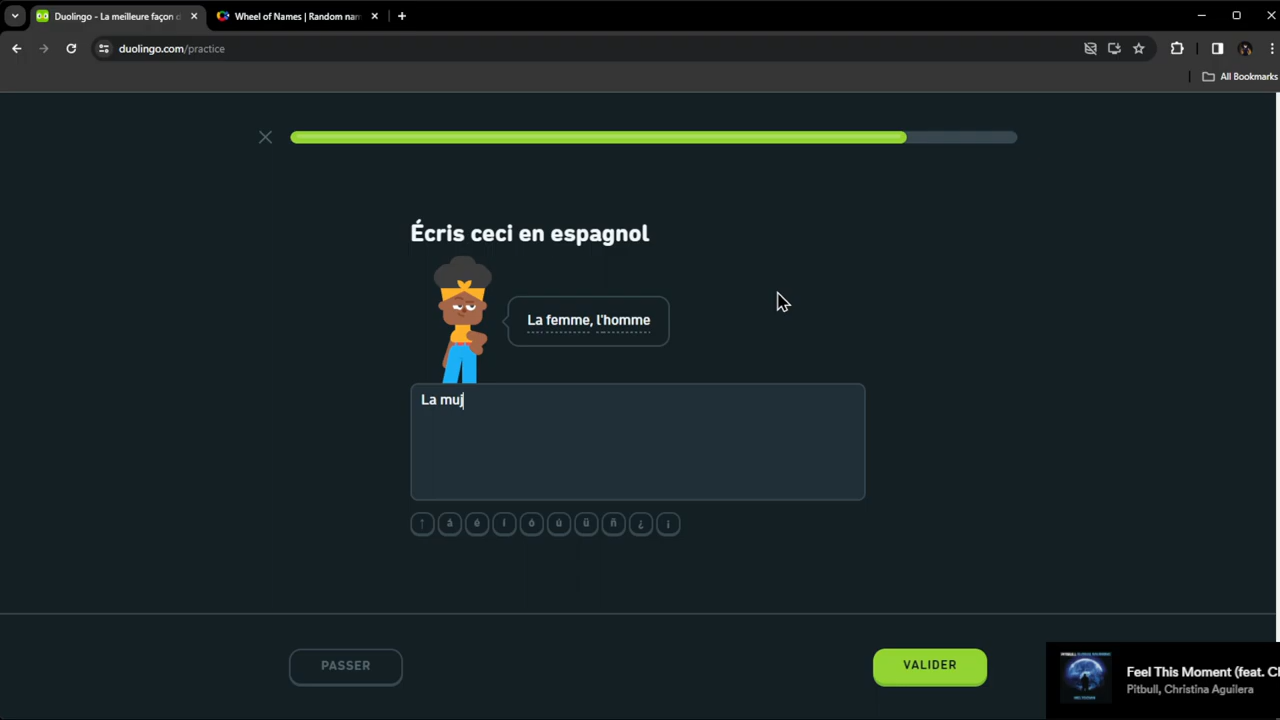 Duolingo - La meilleure façon d
Wheel of Names | Random nam
duolingo.com/practice
All Bookmarks
Écris ceci en espagnol
La femme, l'homme
La muj
↑ á é í ó ú ü ñ ¿ ¡
PASSER
VALIDER
Feel This Moment (feat. Ch
Pitbull, Christina Aguilera